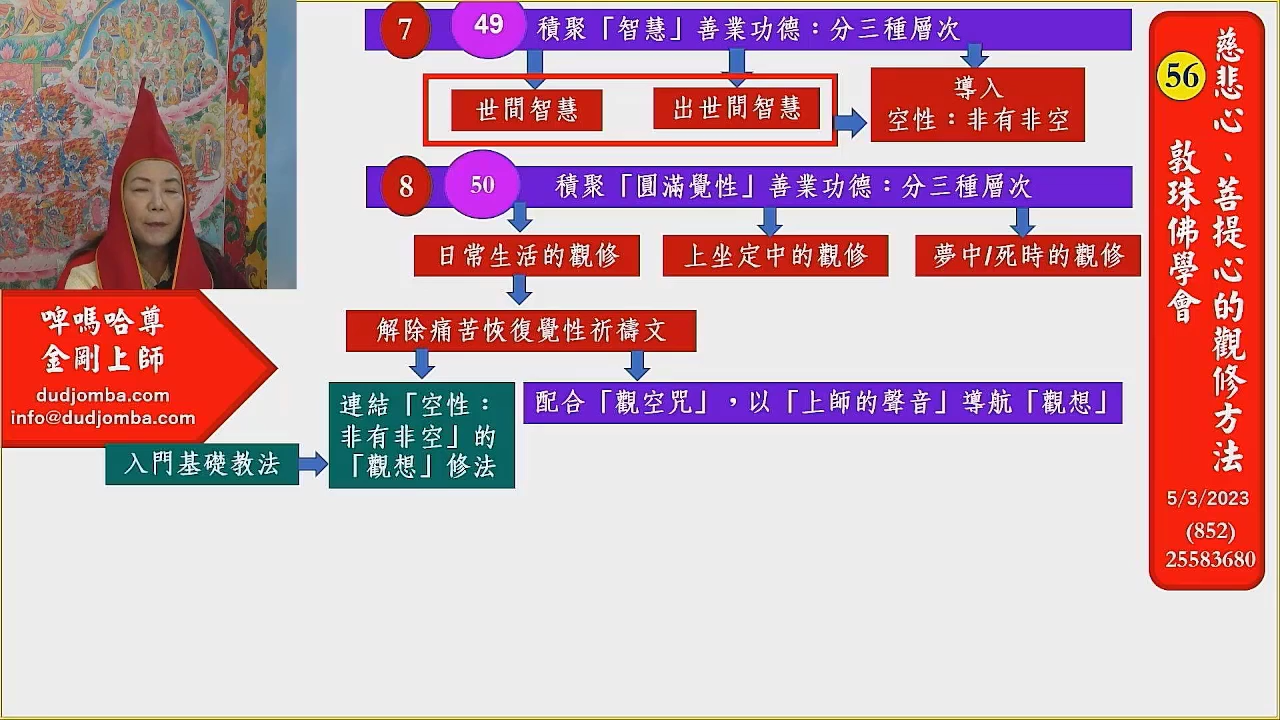 7
49
積聚「智慧」善業功德：分三種層次
世間智慧
出世間智慧
導入
空性：非有非空
8
50
積聚「圓滿覺性」善業功德：分三種層次
日常生活的觀修
上坐定中的觀修
夢中/死時的觀修
解除痛苦恢復覺性祈禱文
連結「空性：
非有非空」的
「觀想」修法
配合「觀空咒」，以「上師的聲音」導航「觀想」
入門基礎教法
啤嗎哈尊
金剛上師
dudjomba.com
info@dudjomba.com
56
慈悲心、菩提心的觀修方法
敦珠佛學會
5/3/2023
(852)
25583680